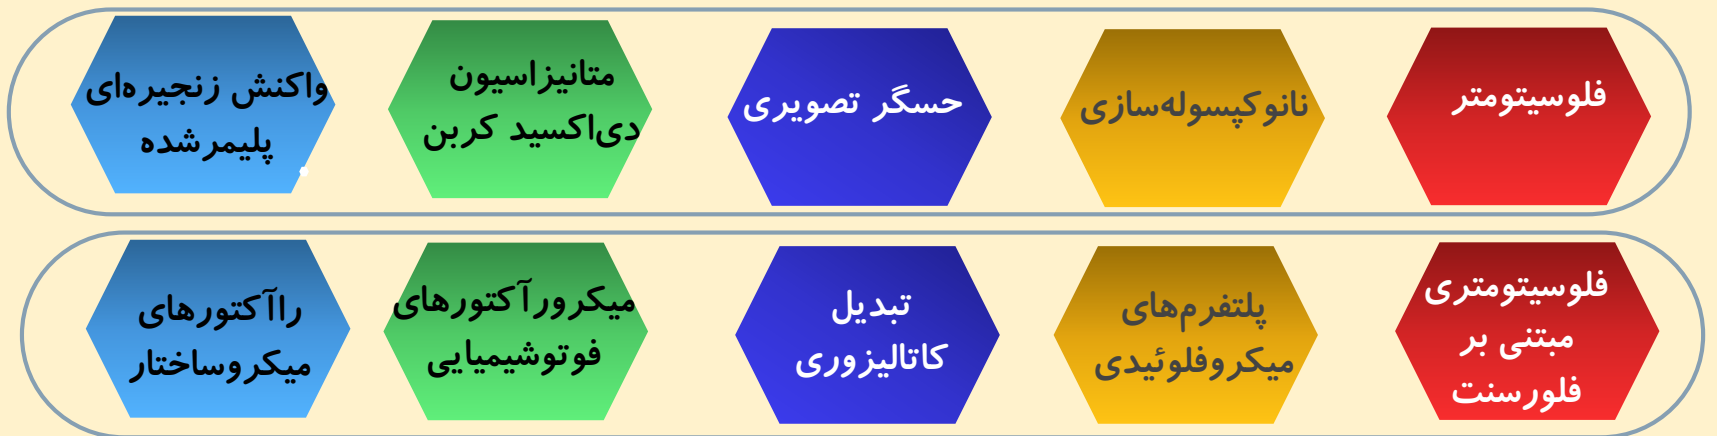 فلوسیتومتر
نانوکپسوله‌سازی
حسگر تصویری
متانیزاسیون
دی‌اکسید کربن
واکنش زنجیره‌ای
پلیمرشده
فلوسیتومتری
مبتنی بر
فلورسنت
پلتفرم‌های
میکروفلوئیدی
تبدیل
کاتالیزوری
میکرورآکتورهای
فوتوشیمیایی
راآکتورهای
میکروساختار